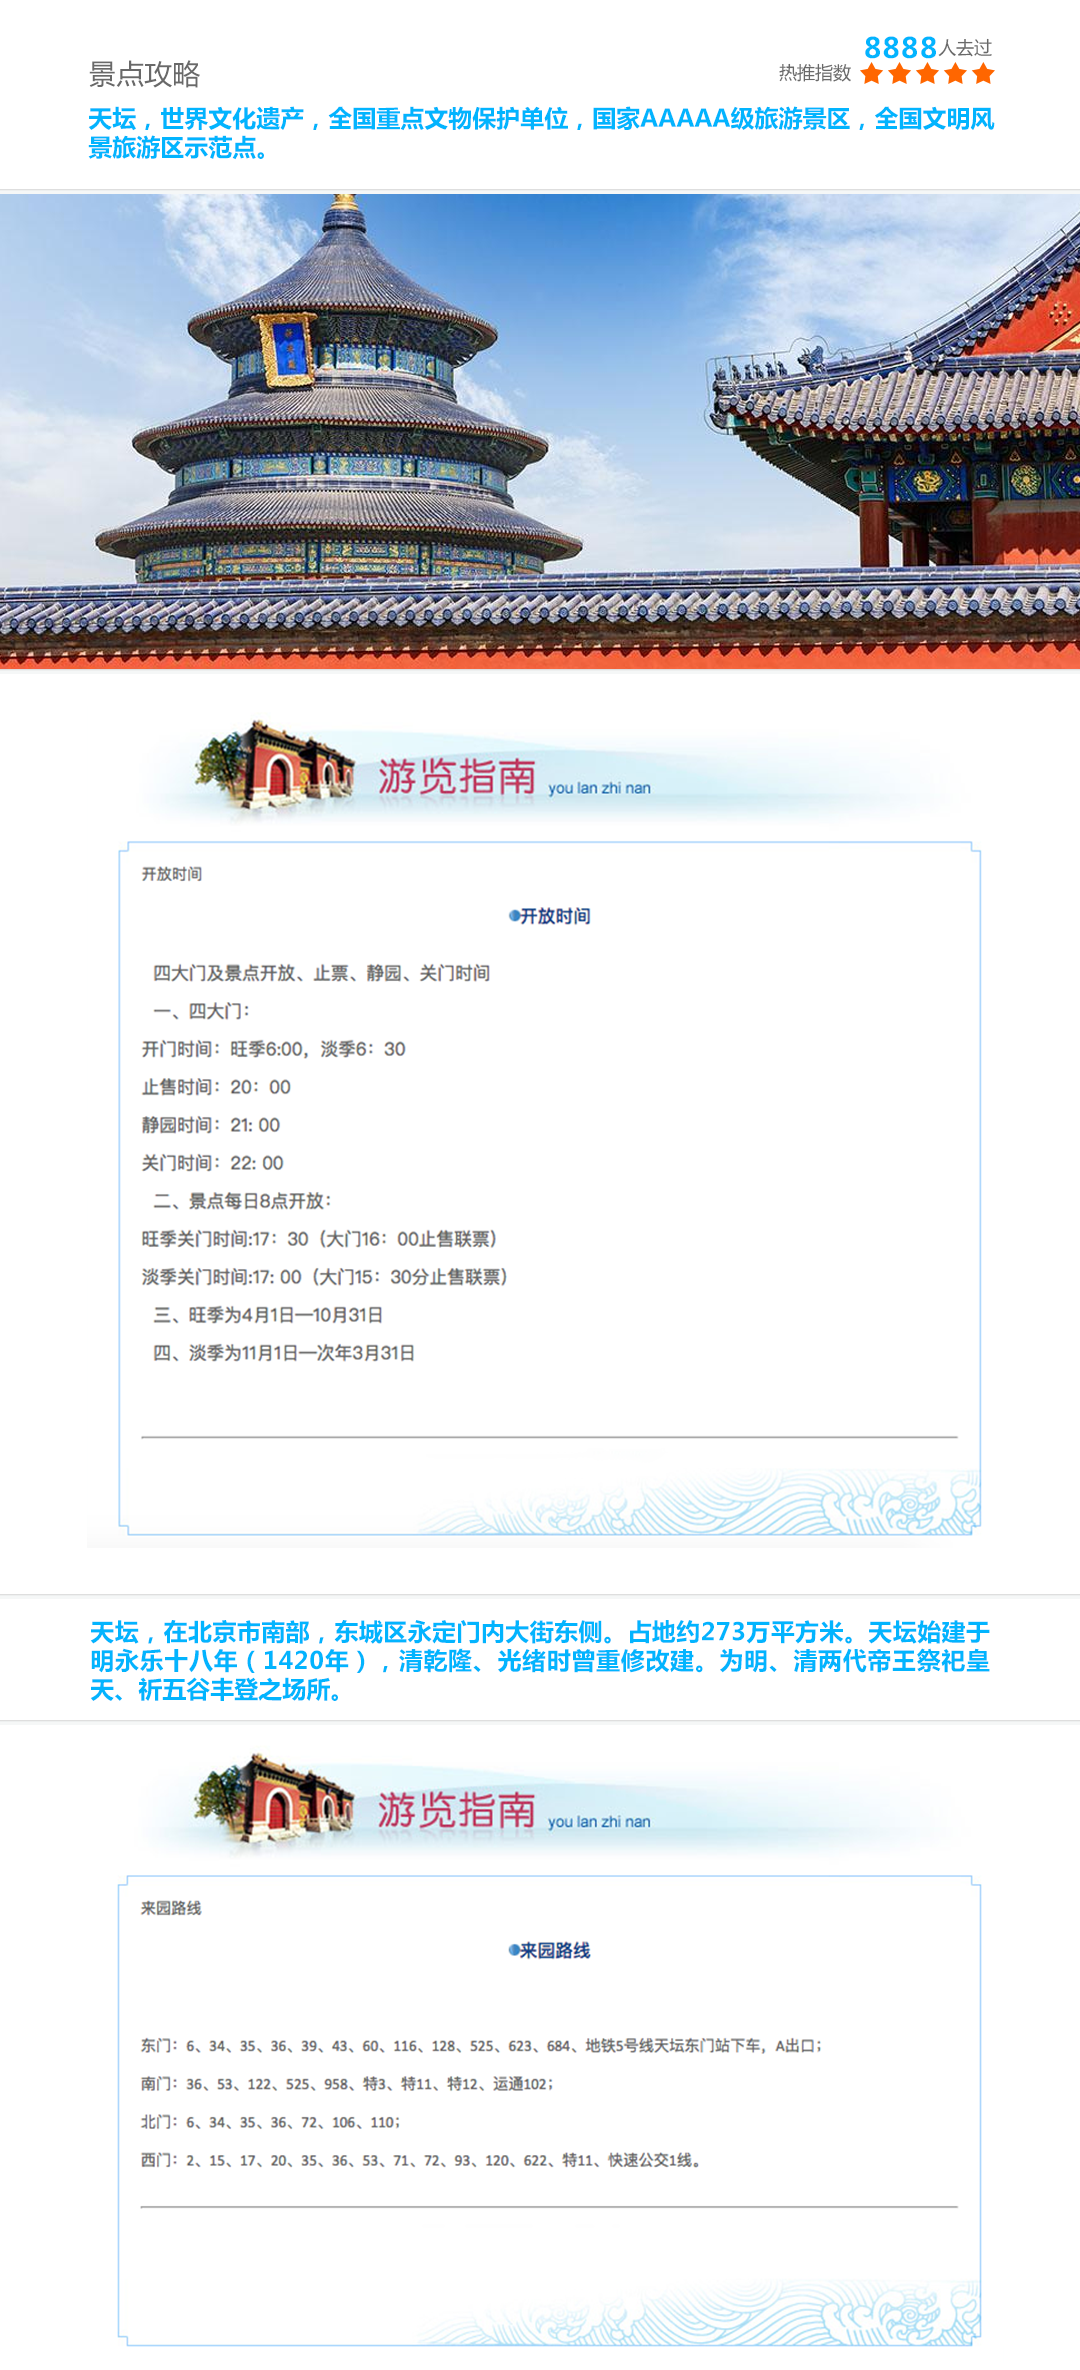 8888人去过
景点攻略
热推指数
天坛，世界文化遗产，全国重点文物保护单位，国家AAAAA级旅游景区，全国文明风
景旅游区示范点。
祈年殿
游览指南 you lan zhi nan
开放时间
开放时间
四大门及景点开放、止票、静园、关门时间
一、四大门：
开门时间：旺季6:00，淡季6：30
止售时间：20：00
静园时间：21: 00
关门时间：22: 00
二、景点每日8点开放：
旺季关门时间:17：30（大门16：00止售联票）
淡季关门时间:17: 00（大门15：30分止售联票）
三、旺季为4月1日—10月31日
四、淡季为11月1日—次年3月31日
天坛，在北京市南部，东城区永定门内大街东侧。占地约273万平方米。天坛始建于
明永乐十八年（1420年），清乾隆、光绪时曾重修改建。为明、清两代帝王祭祀皇
天、祈五谷丰登之场所。
游览指南 you lan zhi nan
来园路线
来园路线
东门：6、34、35、36、39、43、60、116、128、525、623、684、地铁5号线天坛东门站下车，A出口；
南门：36、53、122、525、958、特3、特11、特12、运通102；
北门：6、34、35、36、72、106、110；
西门：2、15、17、20、35、36、53、71、72、93、120、622、特11、快速公交1线。